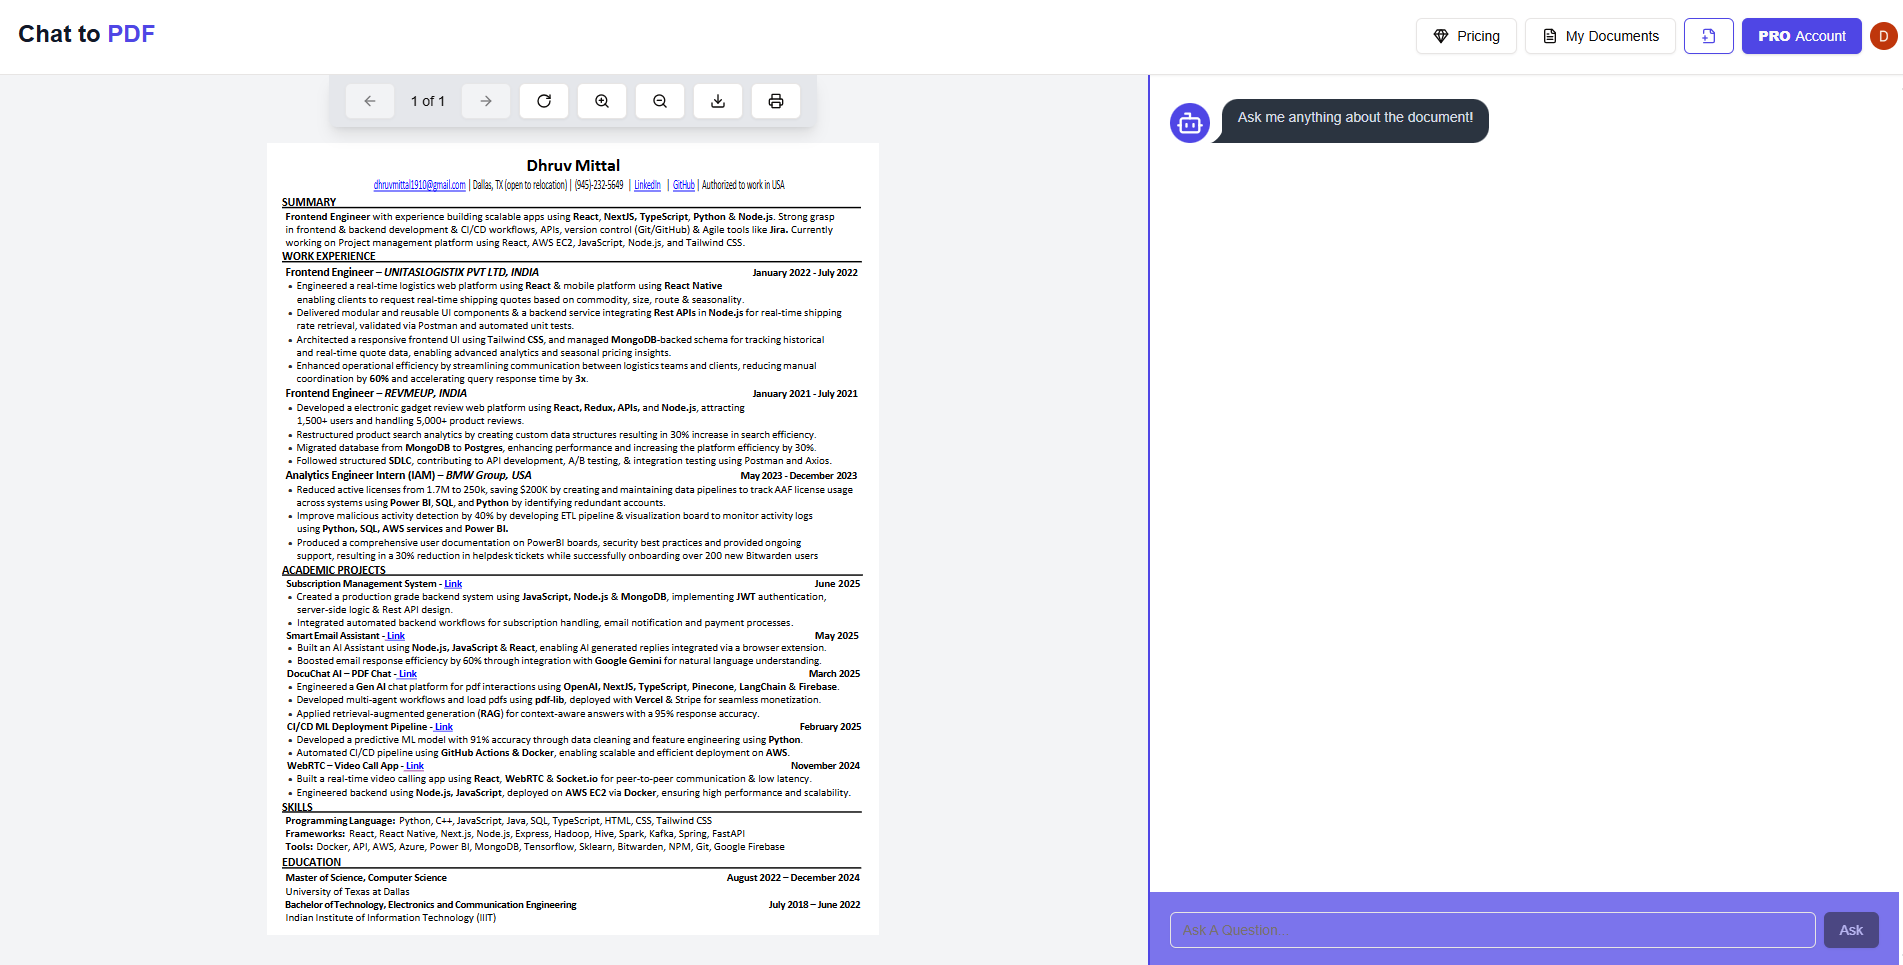 Chat to PDF
Pricing
My Documents
PRO Account
D
1 of 1
Dhruv Mittal
dhruvmittal1910@gmail.com | Dallas, TX (open to relocation) | (945)-232-5649 | LinkedIn | GitHub | Authorized to work in USA
SUMMARY
Frontend Engineer with experience building scalable apps using React, NextJS, TypeScript, Python & Node.js. Strong grasp
in frontend & backend development & CI/CD workflows, APIs, version control (Git/GitHub) & Agile tools like Jira. Currently
working on Project management platform using React, AWS EC2, JavaScript, Node.js, and Tailwind CSS.
WORK EXPERIENCE
Frontend Engineer – UNITASLOGISTIX PVT LTD, INDIA January 2022 - July 2022
• Engineered a real-time logistics web platform using React & mobile platform using React Native
enabling clients to request real-time shipping quotes based on commodity, size, route & seasonality.
• Delivered modular and reusable UI components & a backend service integrating Rest APIs in Node.js for real-time shipping
rate retrieval, validated via Postman and automated unit tests.
• Architected a responsive frontend UI using Tailwind CSS, and managed MongoDB-backed schema for tracking historical
and real-time quote data, enabling advanced analytics and seasonal pricing insights.
• Enhanced operational efficiency by streamlining communication between logistics teams and clients, reducing manual
coordination by 60% and accelerating query response time by 3x.
Frontend Engineer – REVMEUP, INDIA January 2021 - July 2021
• Developed a electronic gadget review web platform using React, Redux, APIs, and Node.js, attracting
1,500+ users and handling 5,000+ product reviews.
• Restructured product search analytics by creating custom data structures resulting in 30% increase in search efficiency.
• Migrated database from MongoDB to Postgres, enhancing performance and increasing the platform efficiency by 30%.
• Followed structured SDLC, contributing to API development, A/B testing, & integration testing using Postman and Axios.
Analytics Engineer Intern (IAM) – BMW Group, USA May 2023 - December 2023
• Reduced active licenses from 1.7M to 250k, saving $200K by creating and maintaining data pipelines to track AAF license usage
across systems using Power BI, SQL, and Python by identifying redundant accounts.
• Improve malicious activity detection by 40% by developing ETL pipeline & visualization board to monitor activity logs
using Python, SQL, AWS services and Power BI.
• Produced a comprehensive user documentation on PowerBI boards, security best practices and provided ongoing
support, resulting in a 30% reduction in helpdesk tickets while successfully onboarding over 200 new Bitwarden users
ACADEMIC PROJECTS
Subscription Management System - Link June 2025
• Created a production grade backend system using JavaScript, Node.js & MongoDB, implementing JWT authentication,
server-side logic & Rest API design.
• Integrated automated backend workflows for subscription handling, email notification and payment processes.
Smart Email Assistant - Link May 2025
• Built an AI Assistant using Node.js, JavaScript & React, enabling AI generated replies integrated via a browser extension.
• Boosted email response efficiency by 60% through integration with Google Gemini for natural language understanding.
DocuChat AI – PDF Chat - Link March 2025
• Engineered a Gen AI chat platform for pdf interactions using OpenAI, NextJS, TypeScript, Pinecone, LangChain & Firebase.
• Developed multi-agent workflows and load pdfs using pdf-lib, deployed with Vercel & Stripe for seamless monetization.
• Applied retrieval-augmented generation (RAG) for context-aware answers with a 95% response accuracy.
CI/CD ML Deployment Pipeline - Link February 2025
• Developed a predictive ML model with 91% accuracy through data cleaning and feature engineering using Python.
• Automated CI/CD pipeline using GitHub Actions & Docker, enabling scalable and efficient deployment on AWS.
WebRTC – Video Call App - Link November 2024
• Built a real-time video calling app using React, WebRTC & Socket.io for peer-to-peer communication & low latency.
• Engineered backend using Node.js, JavaScript, deployed on AWS EC2 via Docker, ensuring high performance and scalability.
SKILLS
Programming Language: Python, C++, JavaScript, Java, SQL, TypeScript, HTML, CSS, Tailwind CSS
Frameworks: React, React Native, Next.js, Node.js, Express, Hadoop, Hive, Spark, Kafka, Spring, FastAPI
Tools: Docker, API, AWS, Azure, Power BI, MongoDB, Tensorflow, Sklearn, Bitwarden, NPM, Git, Google Firebase
EDUCATION
Master of Science, Computer Science August 2022 – December 2024
University of Texas at Dallas
Bachelor of Technology, Electronics and Communication Engineering July 2018 – June 2022
Indian Institute of Information Technology (IIIT)
Ask me anything about the document!
Ask A Question...
Ask